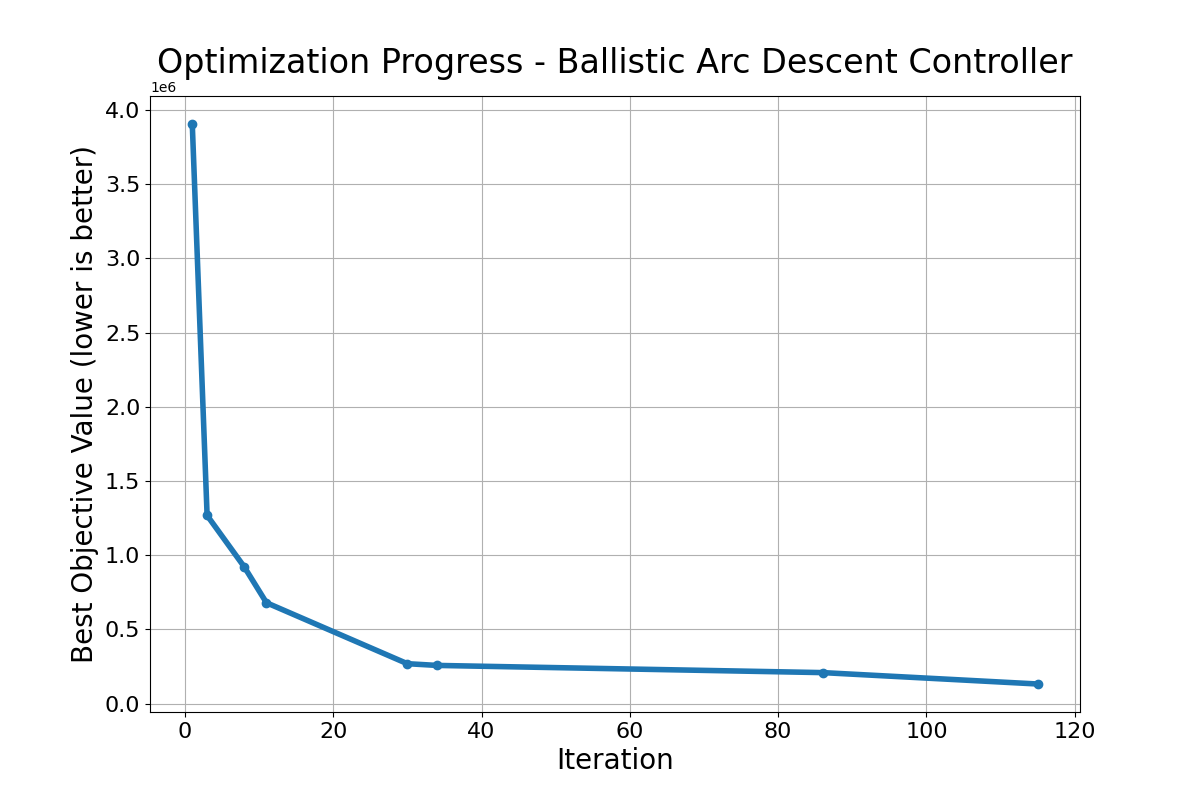 Optimization Progress - Ballistic Arc Descent Controller
1e6
4.0
3.5
3.0
2.5
2.0
1.5
1.0
0.5
0.0
Best Objective Value (lower is better)
0 20 40 60 80 100 120
Iteration